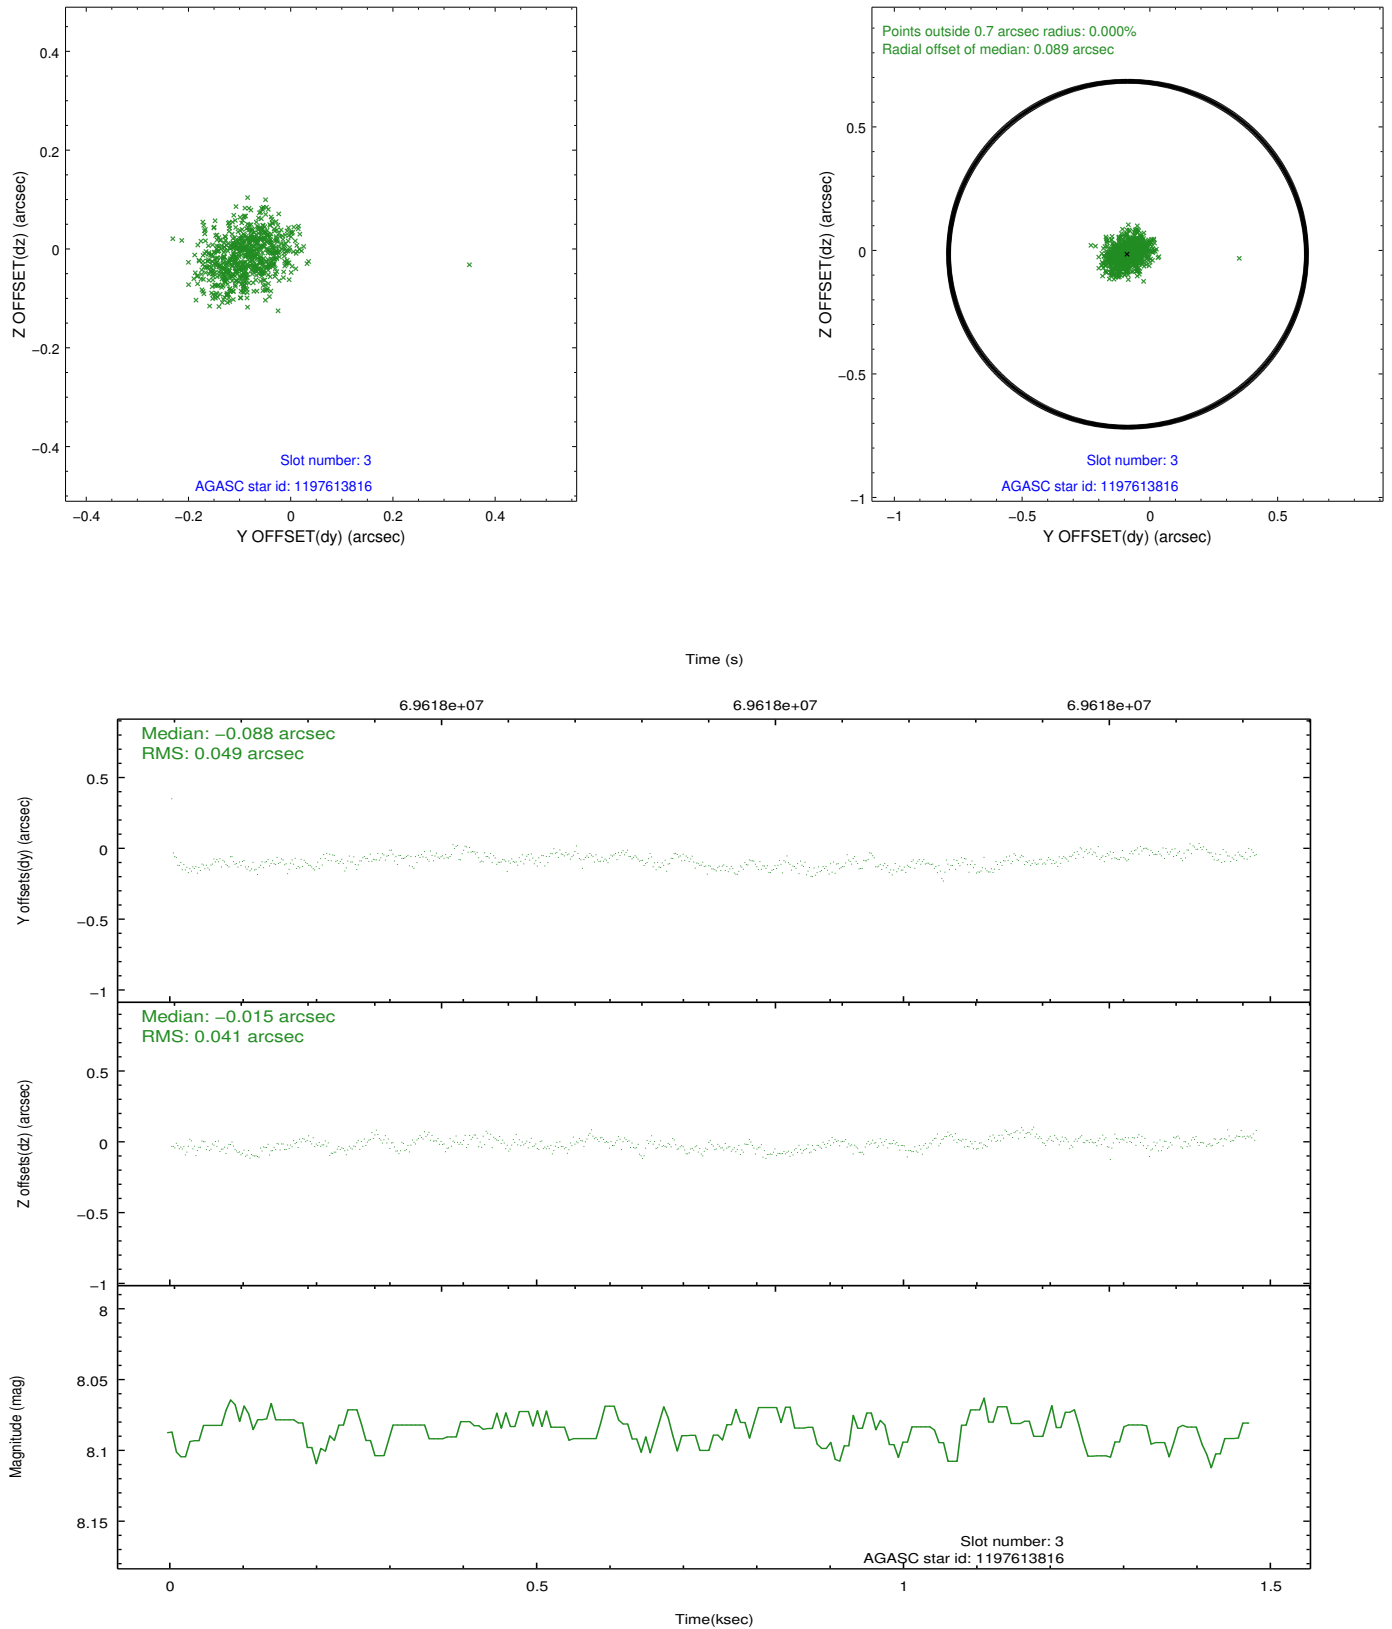 0.4
0.2
0
−0.2
−0.4
Z OFFSET(dz) (arcsec)
Slot number: 3
AGASC star id: 1197613816
−0.4 −0.2 0 0.2 0.4
Y OFFSET(dy) (arcsec)
Points outside 0.7 arcsec radius: 0.000%
Radial offset of median: 0.089 arcsec
0.5
0
−0.5
−1
Z OFFSET(dz) (arcsec)
Slot number: 3
AGASC star id: 1197613816
−1 −0.5 0 0.5
Y OFFSET(dy) (arcsec)
Time (s)
6.9618e+07 6.9618e+07 6.9618e+07
Median: −0.088 arcsec
RMS: 0.049 arcsec
0.5
0
−0.5
−1
Y offsets(dy) (arcsec)
Median: −0.015 arcsec
RMS: 0.041 arcsec
0.5
0
−0.5
−1
Z offsets(dz) (arcsec)
8
8.05
8.1
8.15
Magnitude (mag)
Slot number: 3
AGASC star id: 1197613816
0 0.5 1 1.5
Time(ksec)